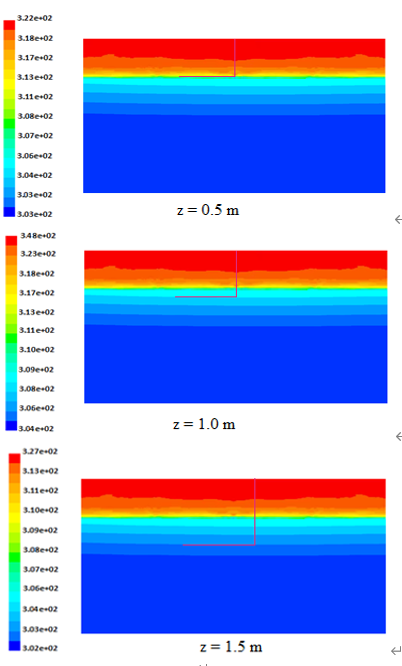 3.22e+02
3.18e+02
3.17e+02
3.13e+02
3.11e+02
3.08e+02
3.07e+02
3.06e+02
3.04e+02
3.03e+02
3.03e+02
z = 0.5 m
3.48e+02
3.23e+02
3.18e+02
3.17e+02
3.13e+02
3.11e+02
3.10e+02
3.09e+02
3.08e+02
3.06e+02
3.04e+02
z = 1.0 m
3.27e+02
3.13e+02
3.11e+02
3.10e+02
3.09e+02
3.08e+02
3.07e+02
3.06e+02
3.04e+02
3.03e+02
3.02e+02
z = 1.5 m